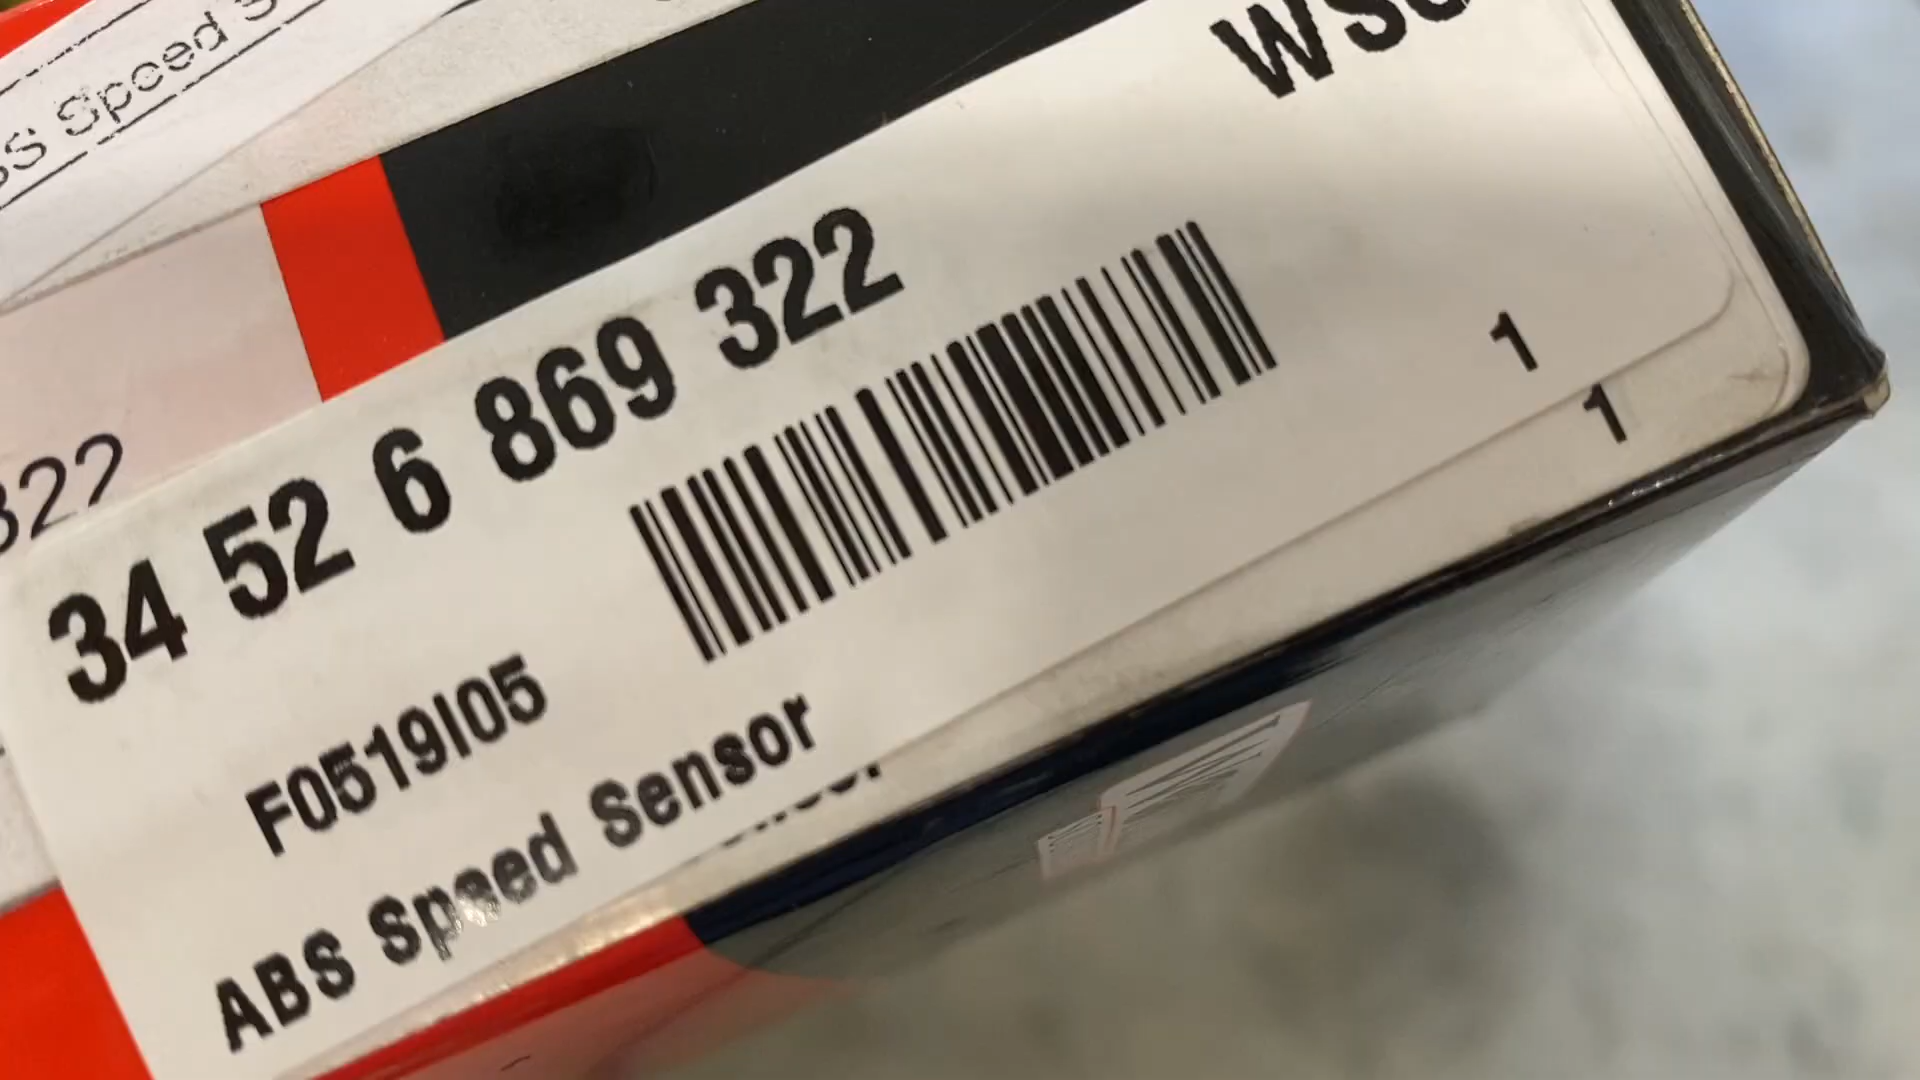 Speed
WS
322
34 52 6 869 322
1
1
F0519I05
ABS Speed Sensor